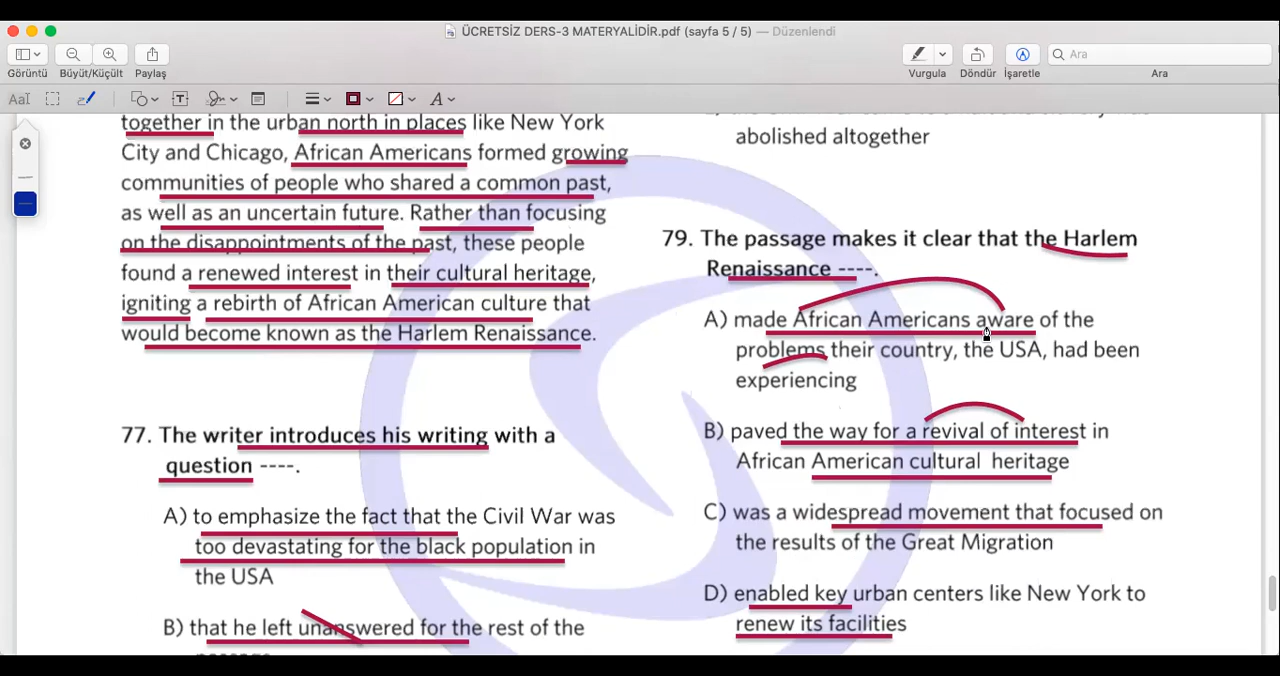 ÜCRETSİZ DERS-3 MATERYALİDİR.pdf (sayfa 5 / 5) — Düzenlendi
Görüntü
Büyüt/Küçült
Paylaş
Vurgula
Döndür
İşaretle
Ara
Ara
together in the urban north in places like New York
City and Chicago, African Americans formed growing
communities of people who shared a common past,
as well as an uncertain future. Rather than focusing
on the disappointments of the past, these people
found a renewed interest in their cultural heritage,
igniting a rebirth of African American culture that
would become known as the Harlem Renaissance.
77. The writer introduces his writing with a
question ----.
A) to emphasize the fact that the Civil War was
too devastating for the black population in
the USA
B) that he left unanswered for the rest of the
abolished altogether
79. The passage makes it clear that the Harlem
Renaissance ----.
A) made African Americans aware of the
problems their country, the USA, had been
experiencing
B) paved the way for a revival of interest in
African American cultural heritage
C) was a widespread movement that focused on
the results of the Great Migration
D) enabled key urban centers like New York to
renew its facilities